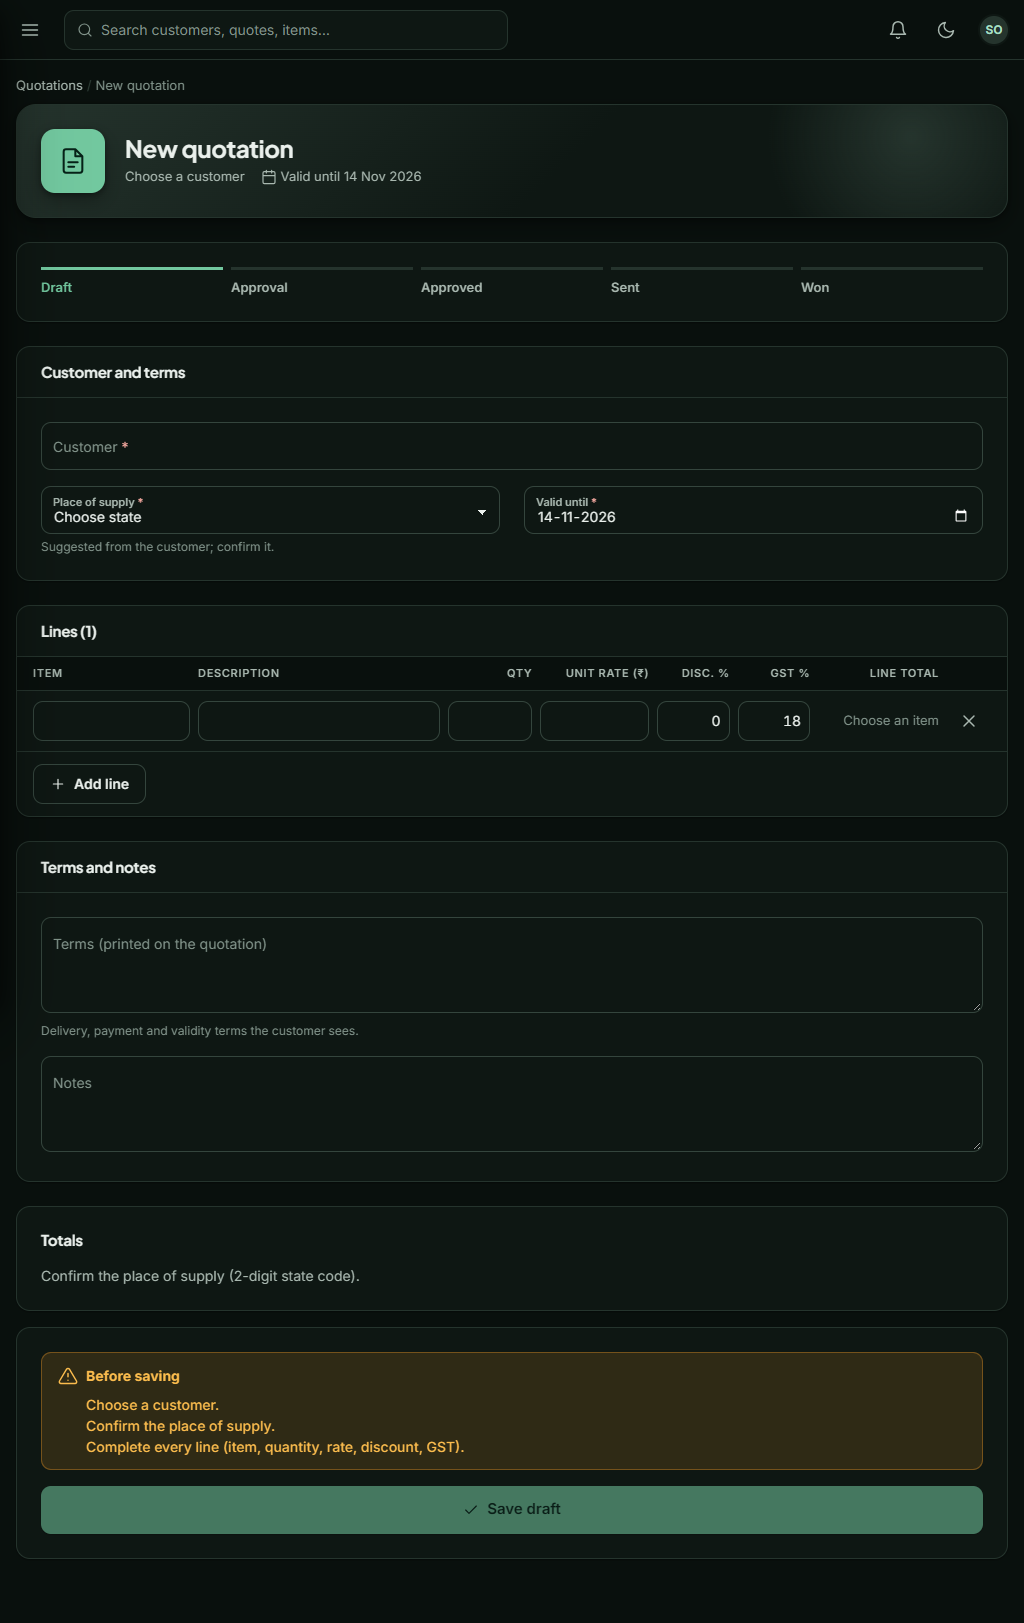 Search customers, quotes, items...
SO
Quotations / New quotation
New quotation
Choose a customer Valid until 14 Nov 2026
Draft Approval Approved Sent Won
Customer and terms
Customer *
Place of supply * Valid until *
Choose state 14-11-2026
Suggested from the customer; confirm it.
Lines (1)
ITEM DESCRIPTION QTY UNIT RATE (₹) DISC. % GST % LINE TOTAL
0 18 Choose an item
Add line
Terms and notes
Terms (printed on the quotation)
Delivery, payment and validity terms the customer sees.
Notes
Totals
Confirm the place of supply (2-digit state code).
Before saving
Choose a customer.
Confirm the place of supply.
Complete every line (item, quantity, rate, discount, GST).
Save draft